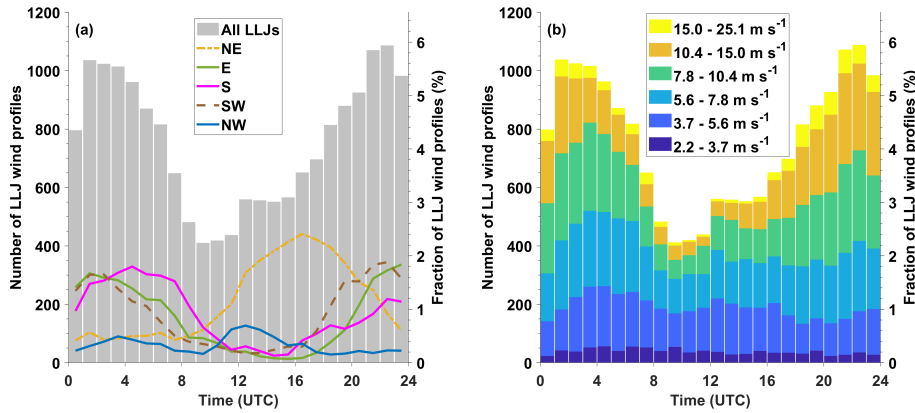 (a)
All LLJs
NE
E
S
SW
NW
Number of LLJ wind profiles
0
200
400
600
800
1000
1200
0
4
8
12
16
20
24
Time (UTC)
0
1
2
3
4
5
6
Fraction of LLJ wind profiles (%)
(b)
15.0 - 25.1 m s⁻¹
10.4 - 15.0 m s⁻¹
7.8 - 10.4 m s⁻¹
5.6 - 7.8 m s⁻¹
3.7 - 5.6 m s⁻¹
2.2 - 3.7 m s⁻¹
Number of LLJ wind profiles
0
200
400
600
800
1000
1200
0
4
8
12
16
20
24
Time (UTC)
0
1
2
3
4
5
6
Fraction of LLJ wind profiles (%)